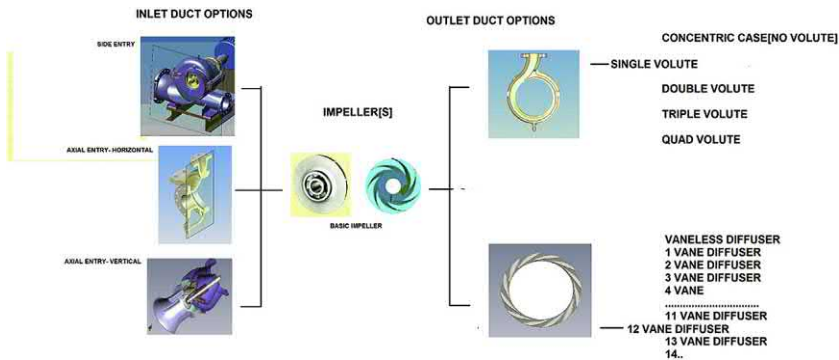 INLET DUCT OPTIONS
SIDE ENTRY
AXIAL ENTRY- HORIZONTAL
AXIAL ENTRY- VERTICAL
IMPELLER[S]
BASIC IMPELLER
OUTLET DUCT OPTIONS
CONCENTRIC CASE[NO VOLUTE]
SINGLE VOLUTE
DOUBLE VOLUTE
TRIPLE VOLUTE
QUAD VOLUTE
VANELESS DIFFUSER
1 VANE DIFFUSER
2 VANE DIFFUSER
3 VANE DIFFUSER
4 VANE
..............................
11 VANE DIFFUSER
12 VANE DIFFUSER
13 VANE DIFFUSER
14..